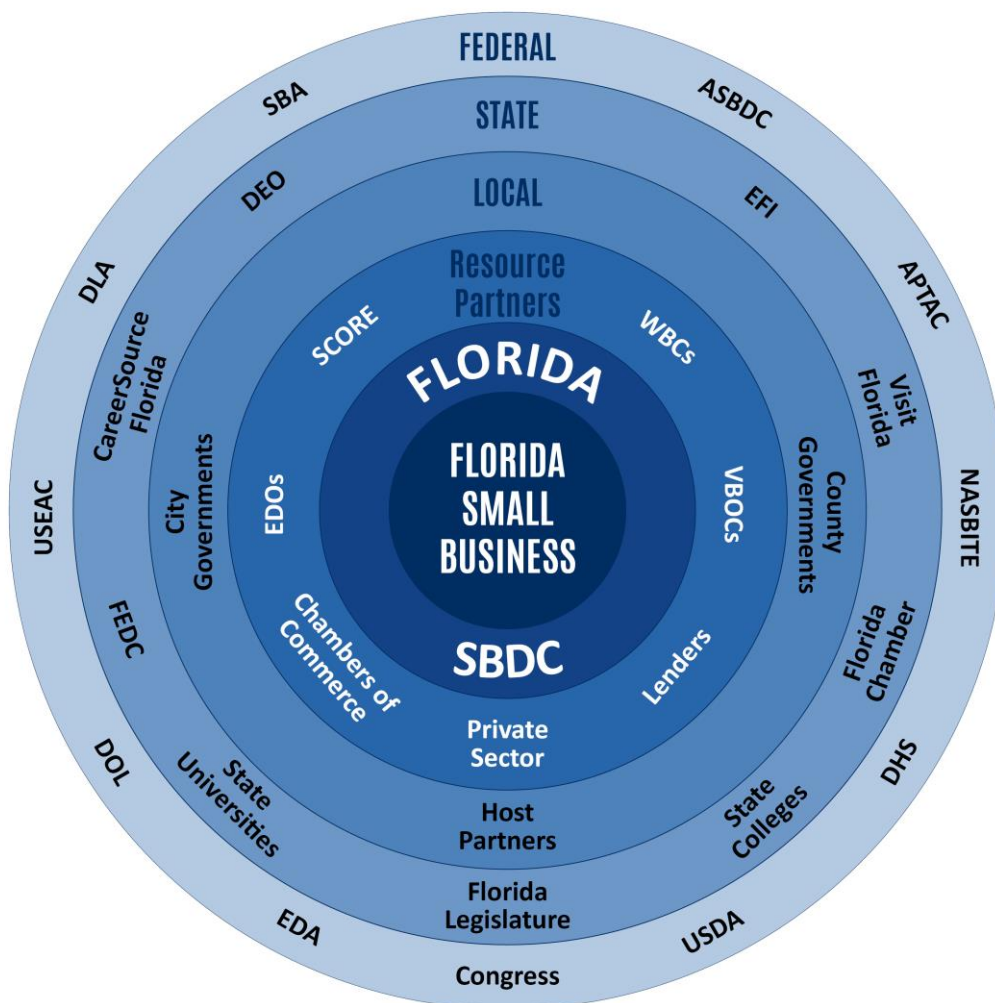 FEDERAL
SBA
ASBDC
DLA
APTAC
USEAC
NASBITE
DOL
DHS
EDA
USDA
Congress
STATE
DEO
EFI
CareerSource
Florida
Visit
Florida
FEDC
Florida
Chamber
State
Universities
State
Colleges
Florida
Legislature
LOCAL
City
Governments
County
Governments
Host
Partners
Resource
Partners
SCORE
WBCs
EDOs
VBOCs
Chambers of
Commerce
Lenders
Private
Sector
FLORIDA
SBDC
FLORIDA
SMALL
BUSINESS